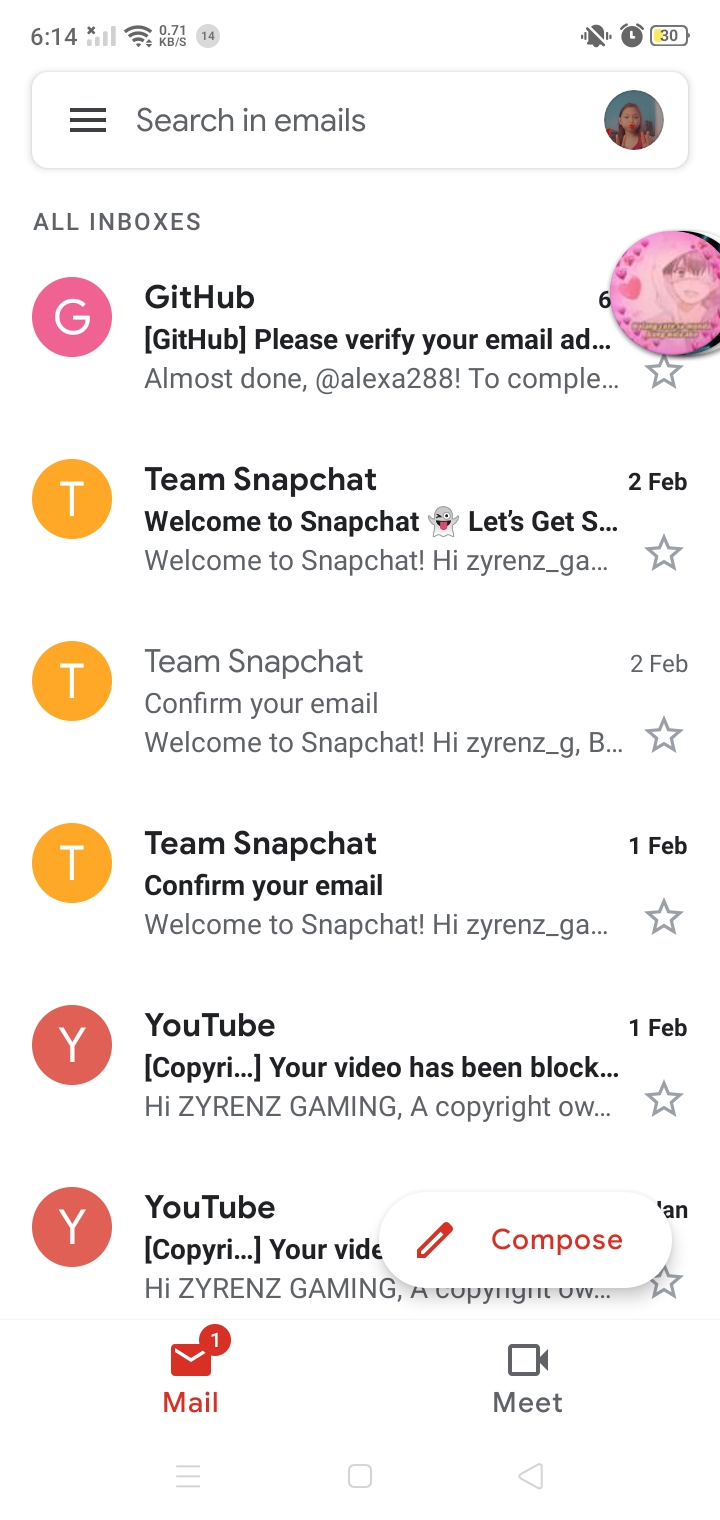 6:14 0.71 KB/S 14 30
Search in emails
ALL INBOXES
G GitHub 6
[GitHub] Please verify your email ad...
Almost done, @alexa288! To comple...
T Team Snapchat 2 Feb
Welcome to Snapchat 👻 Let's Get S...
Welcome to Snapchat! Hi zyrenz_ga...
T Team Snapchat 2 Feb
Confirm your email
Welcome to Snapchat! Hi zyrenz_g, B...
T Team Snapchat 1 Feb
Confirm your email
Welcome to Snapchat! Hi zyrenz_ga...
Y YouTube 1 Feb
[Copyri...] Your video has been block...
Hi ZYRENZ GAMING, A copyright ow...
Y YouTube Jan
[Copyri...] Your vide
Compose
Hi ZYRENZ GAMING, A copyright ow...
1
Mail Meet